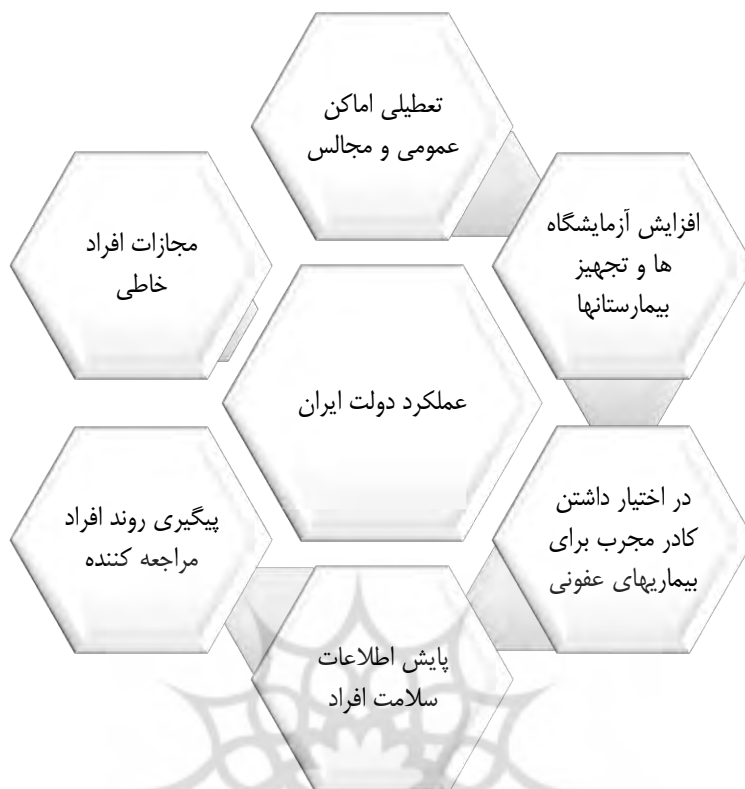 تعطیلی اماکن
عمومی و مجالس
افزایش آزمایشگاه
ها و تجهیز
بیمارستانها
مجازات افراد
خاطی
عملکرد دولت ایران
در اختیار داشتن
کادر مجرب برای
بیماریهای عفونی
پیگیری روند افراد
مراجعه کننده
پایش اطلاعات
سلامت افراد